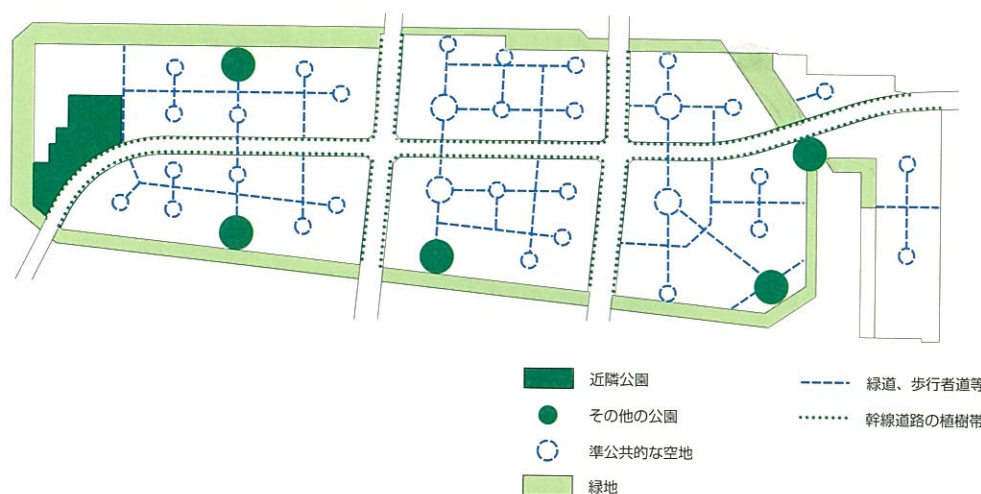 近隣公園
その他の公園
準公共的な空地
緑地
緑道、歩行者道等
幹線道路の植樹帯